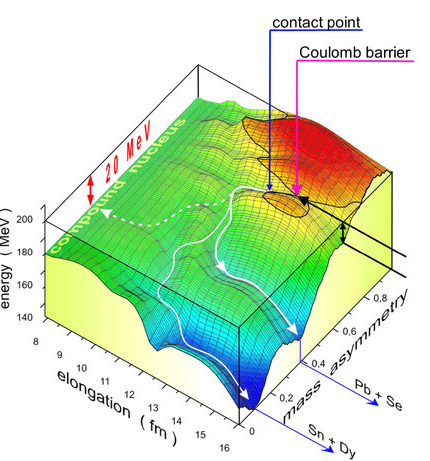 contact point
Coulomb barrier
20 MeV
compound nucleus
energy ( MeV )
200
180
160
140
8
9
10
11
12
13
14
15
16
elongation ( fm )
0
0,2
0,4
0,6
0,8
mass asymmetry
Pb + Se
Sn + Dy